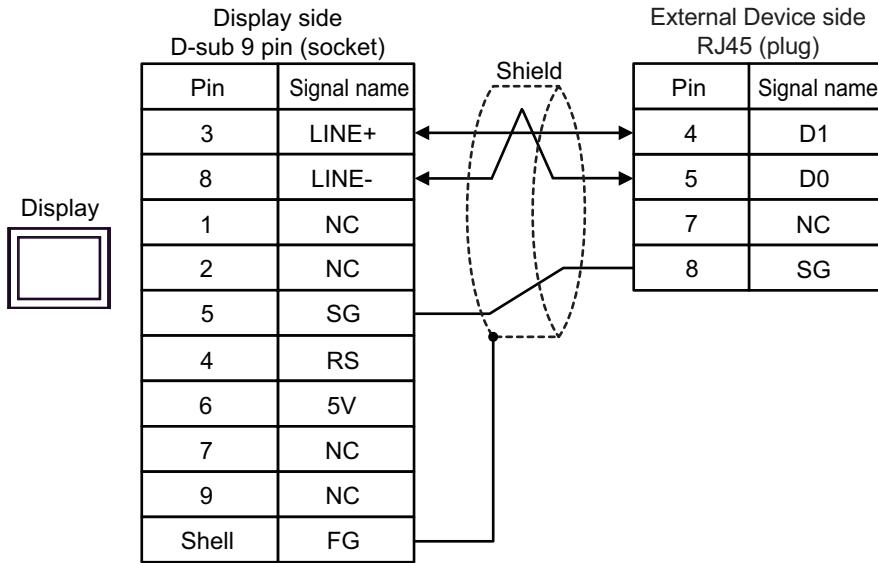 Display side
D-sub 9 pin (socket)
External Device side
RJ45 (plug)
Shield
Display
Pin Signal name
3 LINE+
8 LINE-
1 NC
2 NC
5 SG
4 RS
6 5V
7 NC
9 NC
Shell FG
Pin Signal name
4 D1
5 D0
7 NC
8 SG